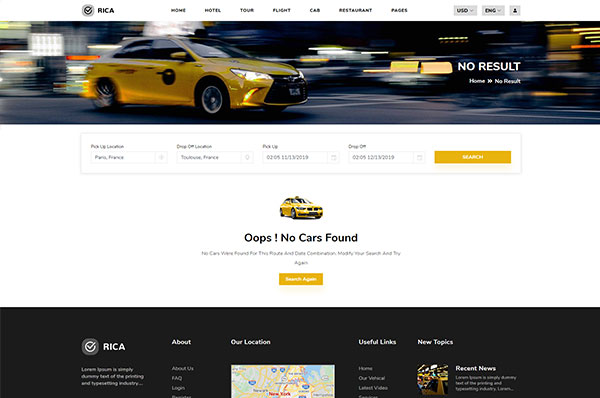 RICA
HOME HOTEL TOUR FLIGHT CAB RESTAURANT PAGES USD ENG
NO RESULT
Home » No Result
Pick Up Location Drop Off Location Pick Up Drop Off
Paris, France Toulouse, France 02:05 11/13/2019 02:05 12/13/2019 SEARCH
Oops ! No Cars Found
No Cars Were Found For This Route And Date Combination. Modify Your Search And Try
Again
Search Again
RICA
Lorem Ipsum is simply
dummy text of the printing
and typesetting industry....
About
About Us
FAQ
Login
Register
Our Location
New York
Useful Links
Home
Our Vehical
Latest Video
Services
New Topics
Recent News
Lorem Ipsum is simply dummy
text of the printing and
typesetting industry...